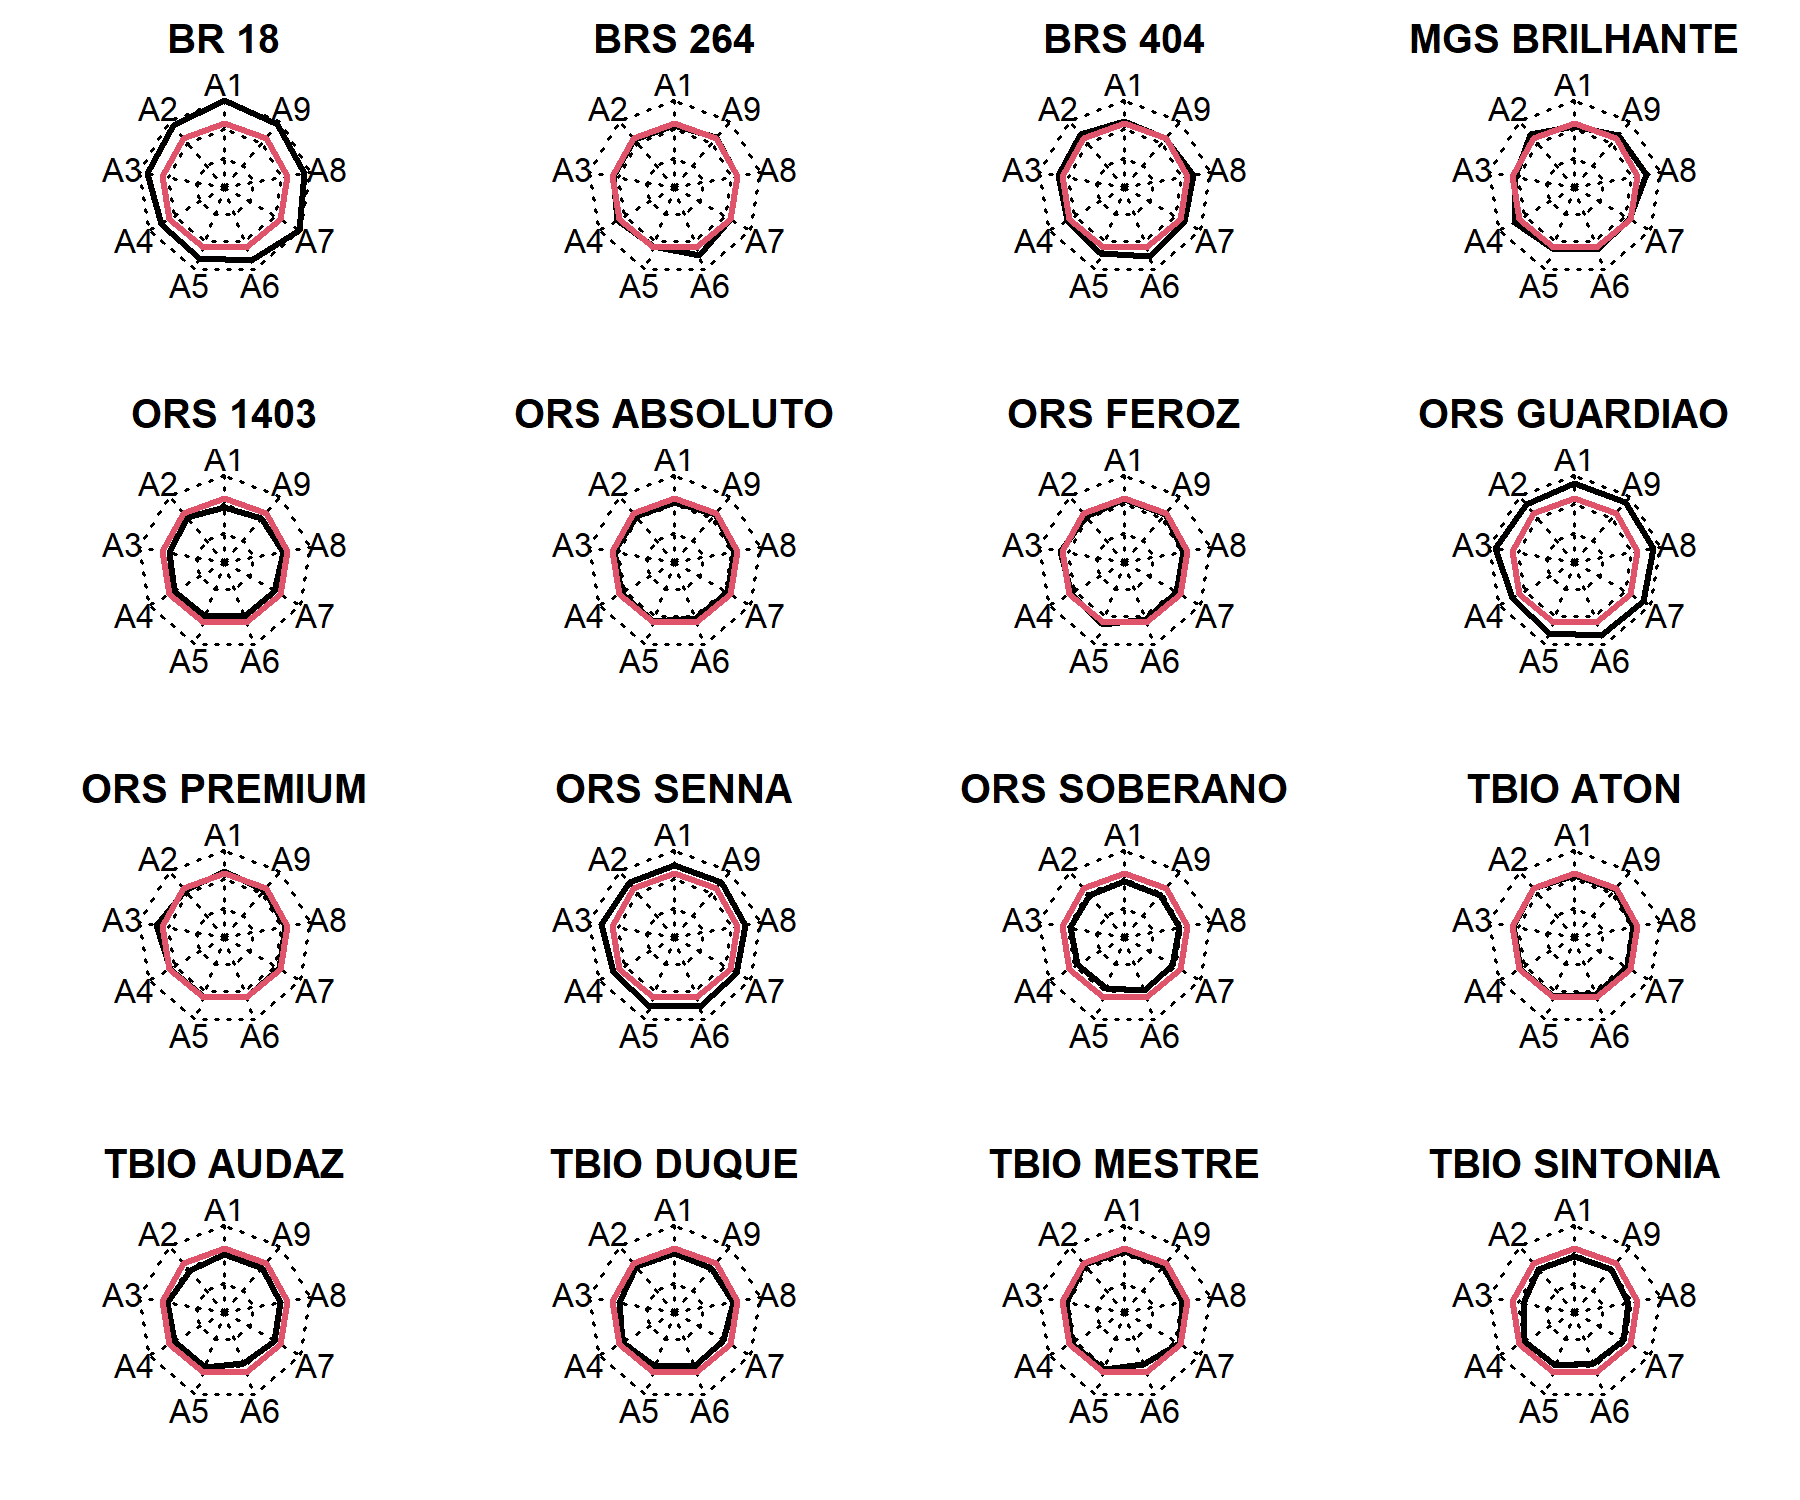 BR 18
BRS 264
BRS 404
MGS BRILHANTE
A1
A2
A3
A4
A5
A6
A7
A8
A9
A1
A2
A3
A4
A5
A6
A7
A8
A9
A1
A2
A3
A4
A5
A6
A7
A8
A9
A1
A2
A3
A4
A5
A6
A7
A8
A9
ORS 1403
ORS ABSOLUTO
ORS FEROZ
ORS GUARDIAO
A1
A2
A3
A4
A5
A6
A7
A8
A9
A1
A2
A3
A4
A5
A6
A7
A8
A9
A1
A2
A3
A4
A5
A6
A7
A8
A9
A1
A2
A3
A4
A5
A6
A7
A8
A9
ORS PREMIUM
ORS SENNA
ORS SOBERANO
TBIO ATON
A1
A2
A3
A4
A5
A6
A7
A8
A9
A1
A2
A3
A4
A5
A6
A7
A8
A9
A1
A2
A3
A4
A5
A6
A7
A8
A9
A1
A2
A3
A4
A5
A6
A7
A8
A9
TBIO AUDAZ
TBIO DUQUE
TBIO MESTRE
TBIO SINTONIA
A1
A2
A3
A4
A5
A6
A7
A8
A9
A1
A2
A3
A4
A5
A6
A7
A8
A9
A1
A2
A3
A4
A5
A6
A7
A8
A9
A1
A2
A3
A4
A5
A6
A7
A8
A9